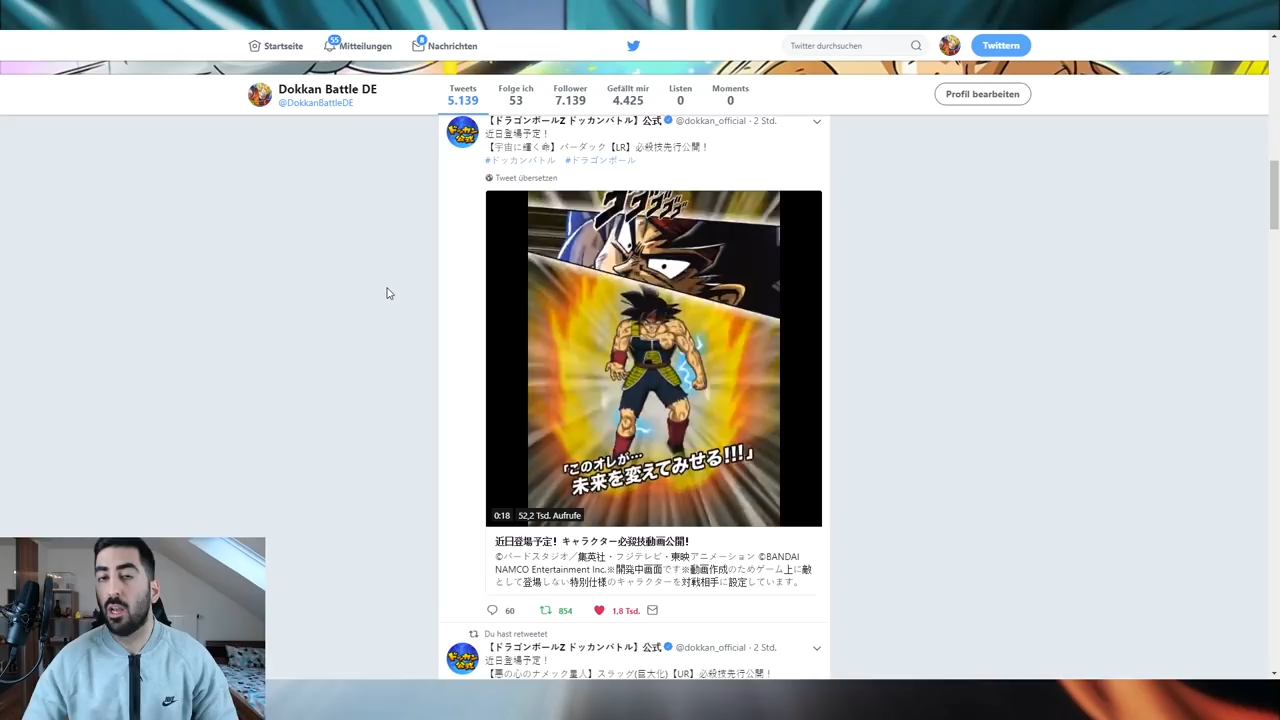 Startseite
55
Mitteilungen
8
Nachrichten
Twitter durchsuchen
Twittern
Dokkan Battle DE
@DokkanBattleDE
Tweets
5.139
Folge ich
53
Follower
7.139
Gefällt mir
4.425
Listen
0
Moments
0
Profil bearbeiten
【ドラゴンボールZ ドッカンバトル】公式 @dokkan_official · 2 Std.
近日登場予定！
【宇宙に輝く命】バーダック【LR】必殺技先行公開！
#ドッカンバトル #ドラゴンボール
Tweet übersetzen
「このオレが…
未来を変えてみせる!!!」
0:18 52,2 Tsd. Aufrufe
近日登場予定！キャラクター必殺技動画公開！
©バードスタジオ／集英社・フジテレビ・東映アニメーション ©BANDAI
NAMCO Entertainment Inc.※開発中画面です※動画作成のためゲーム上に敵
として登場しない特別仕様のキャラクターを対戦相手に設定しています。
60 854 1,8 Tsd.
Du hast retweetet
【ドラゴンボールZ ドッカンバトル】公式 @dokkan_official · 2 Std.
近日登場予定！
【悪の心のナメック星人】スラッグ(巨大化)【UR】必殺技先行公開！